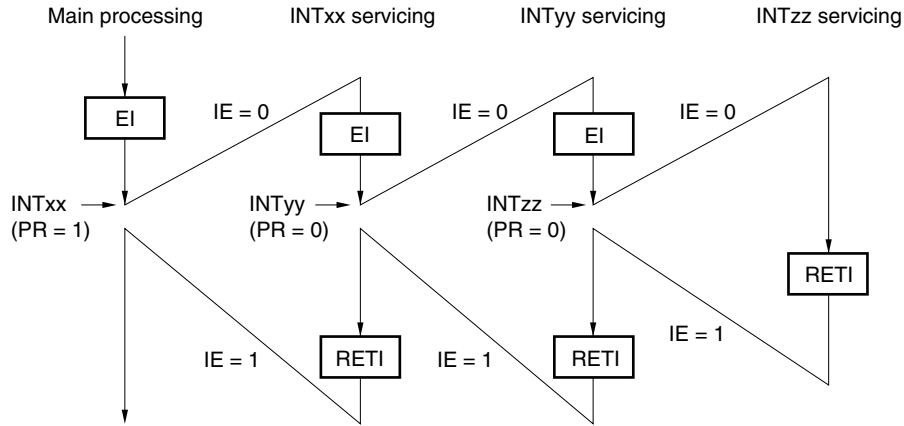 Main processing
INTxx servicing
INTyy servicing
INTzz servicing
EI
IE = 0
EI
IE = 0
EI
IE = 0
INTxx
(PR = 1)
INTyy
(PR = 0)
INTzz
(PR = 0)
RETI
IE = 1
RETI
IE = 1
RETI
IE = 1